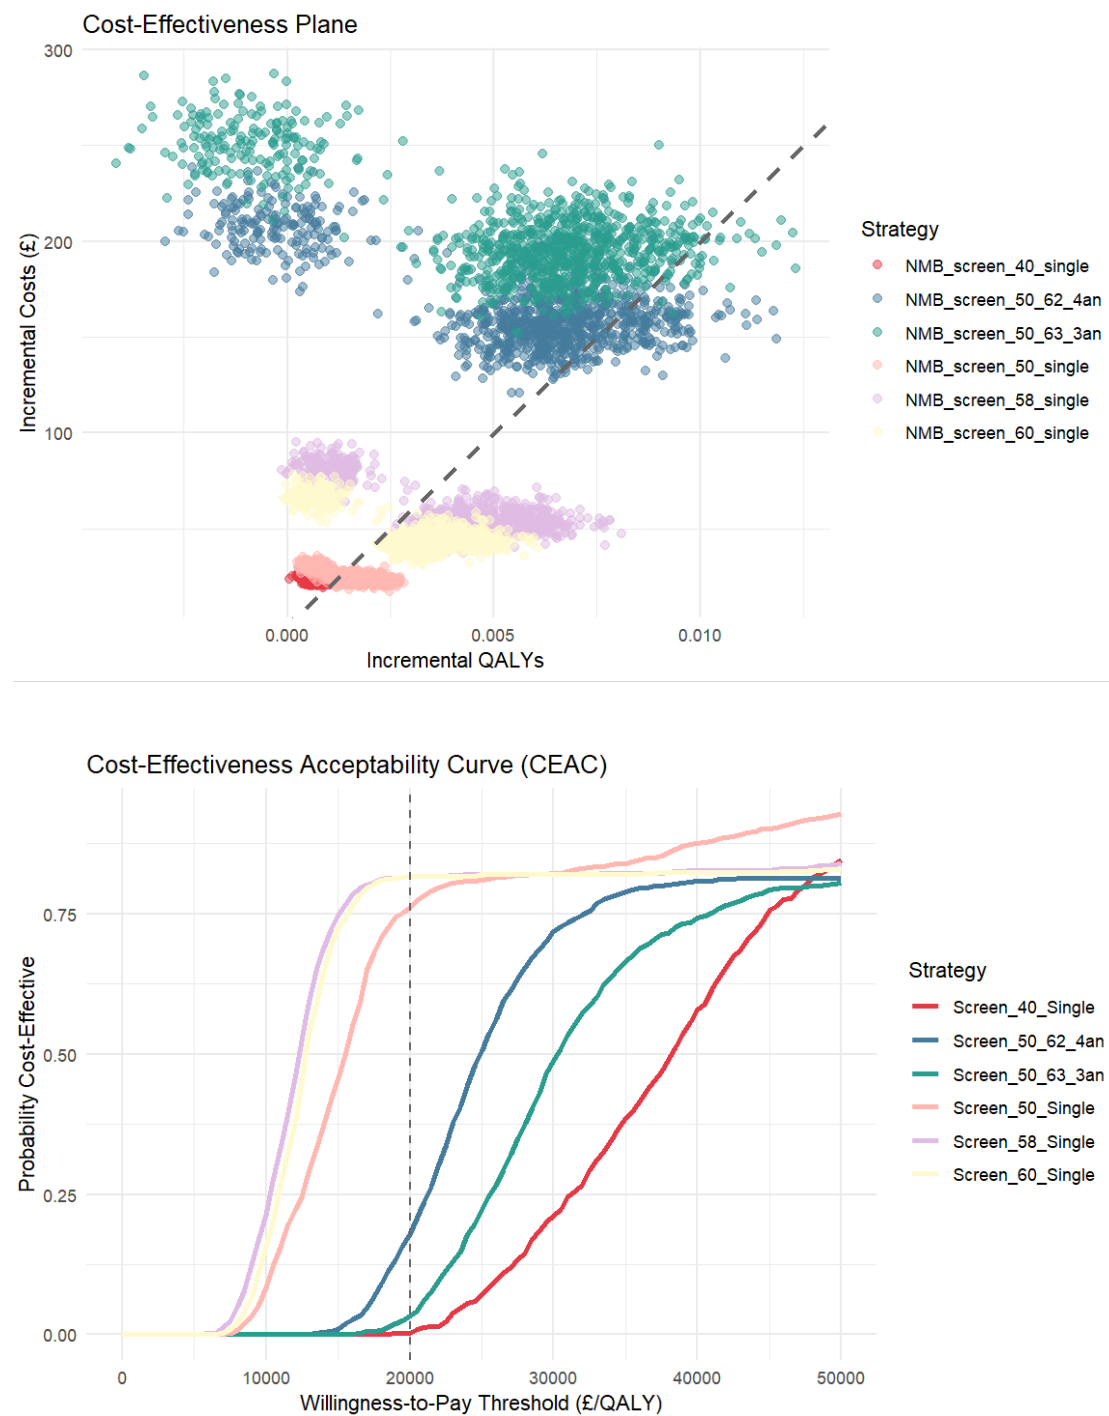 Cost-Effectiveness Plane
300
200
100
Incremental Costs (£)
0.000
0.005
0.010
Incremental QALYs
Strategy
NMB_screen_40_single
NMB_screen_50_62_4an
NMB_screen_50_63_3an
NMB_screen_50_single
NMB_screen_58_single
NMB_screen_60_single
Cost-Effectiveness Acceptability Curve (CEAC)
0.75
0.50
0.25
0.00
Probability Cost-Effective
0
10000
20000
30000
40000
50000
Willingness-to-Pay Threshold (£/QALY)
Strategy
Screen_40_Single
Screen_50_62_4an
Screen_50_63_3an
Screen_50_Single
Screen_58_Single
Screen_60_Single